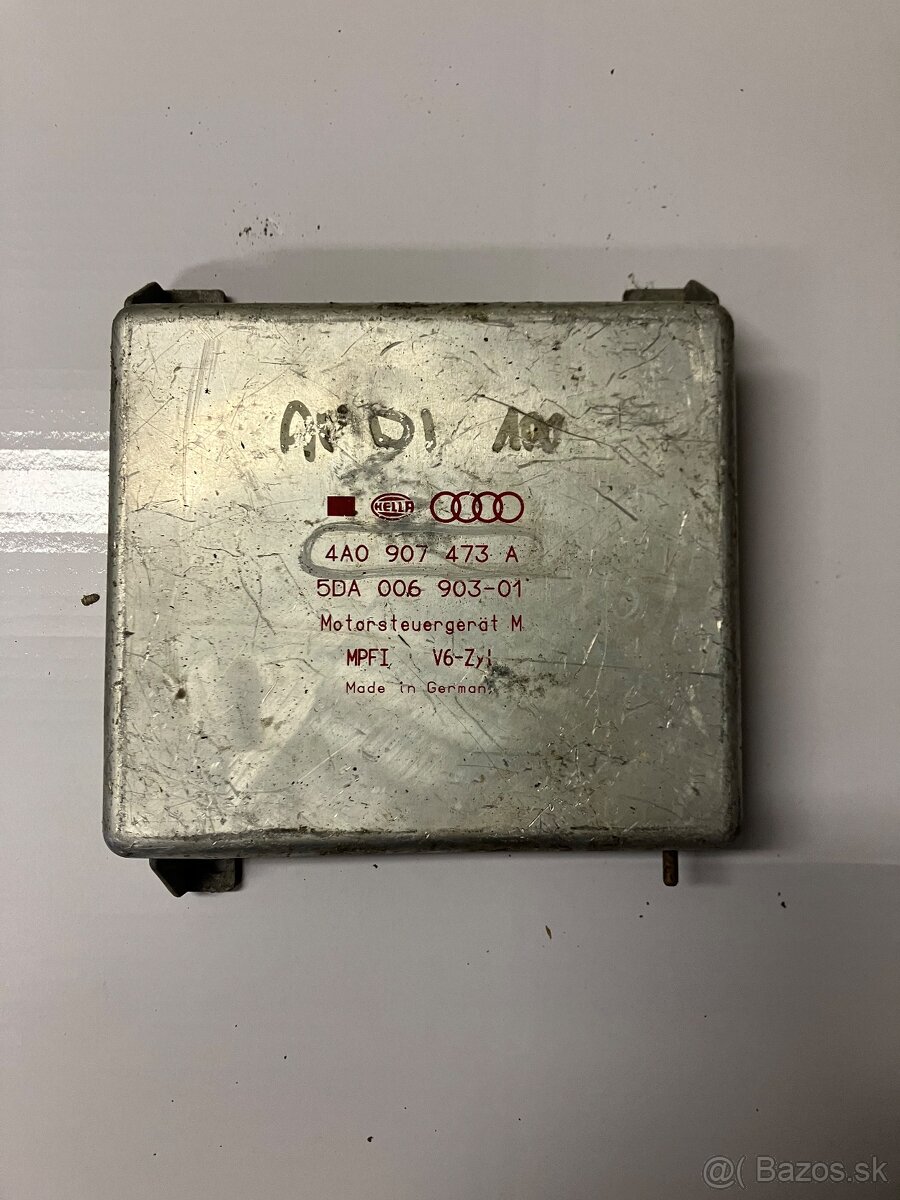 AUDI 100
HELLA
4A0 907 473 A
5DA 006 903-01
Motorsteuergerät M
MPFI V6-Zyl
Made in German
@( Bazos.sk